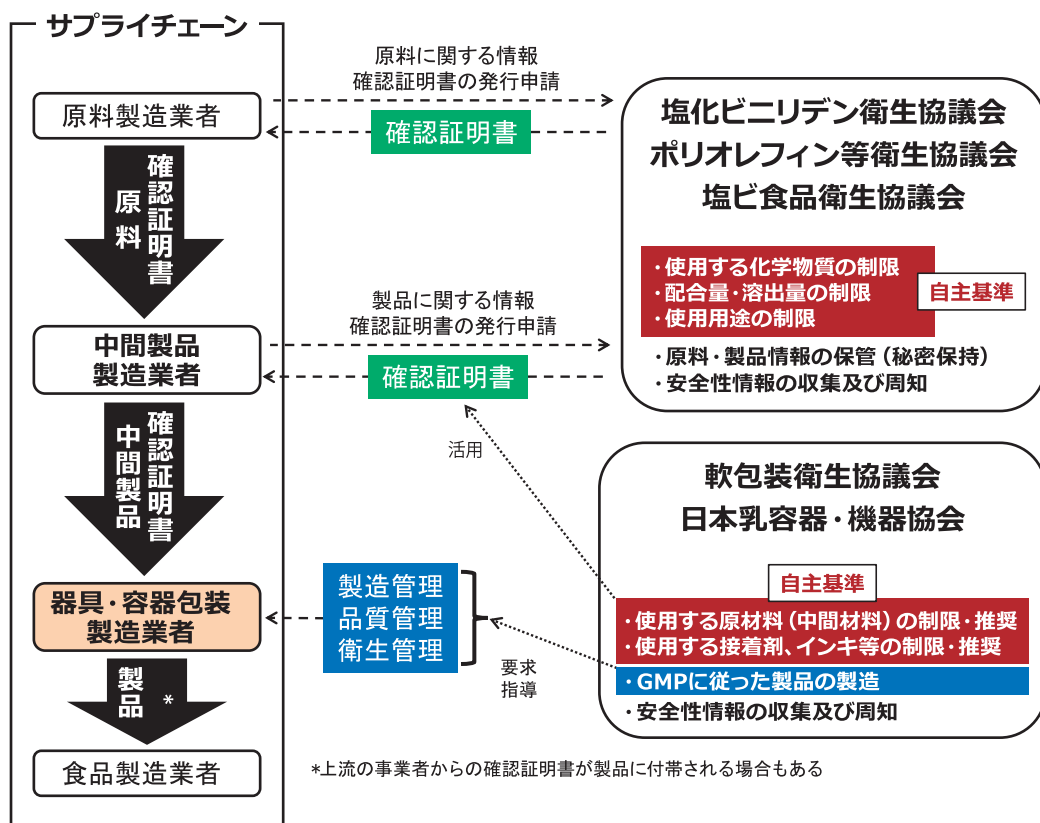 サプライチェーン
原料製造業者
確認証明書
原料
中間製品
製造業者
確認証明書
中間製品
器具・容器包装
製造業者
製品 *
食品製造業者
原料に関する情報
確認証明書の発行申請
確認証明書
製品に関する情報
確認証明書の発行申請
確認証明書
活用
製造管理
品質管理
衛生管理
要求
指導
塩化ビニリデン衛生協議会
ポリオレフィン等衛生協議会
塩ビ食品衛生協議会
・使用する化学物質の制限
・配合量・溶出量の制限
・使用用途の制限
自主基準
・原料・製品情報の保管（秘密保持）
・安全性情報の収集及び周知
軟包装衛生協議会
日本乳容器・機器協会
自主基準
・使用する原材料（中間材料）の制限・推奨
・使用する接着剤、インキ等の制限・推奨
・GMPに従った製品の製造
・安全性情報の収集及び周知
*上流の事業者からの確認証明書が製品に付帯される場合もある